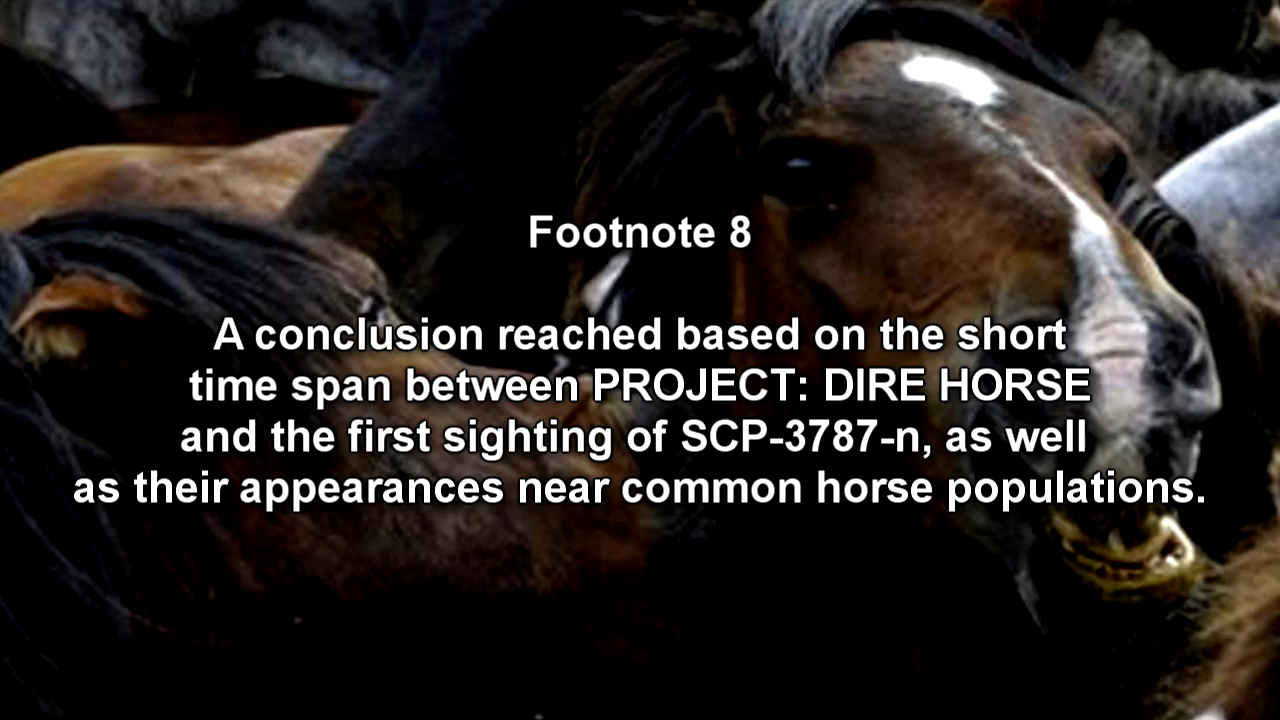 Footnote 8
A conclusion reached based on the short
time span between PROJECT: DIRE HORSE
and the first sighting of SCP-3787-n, as well
as their appearances near common horse populations.